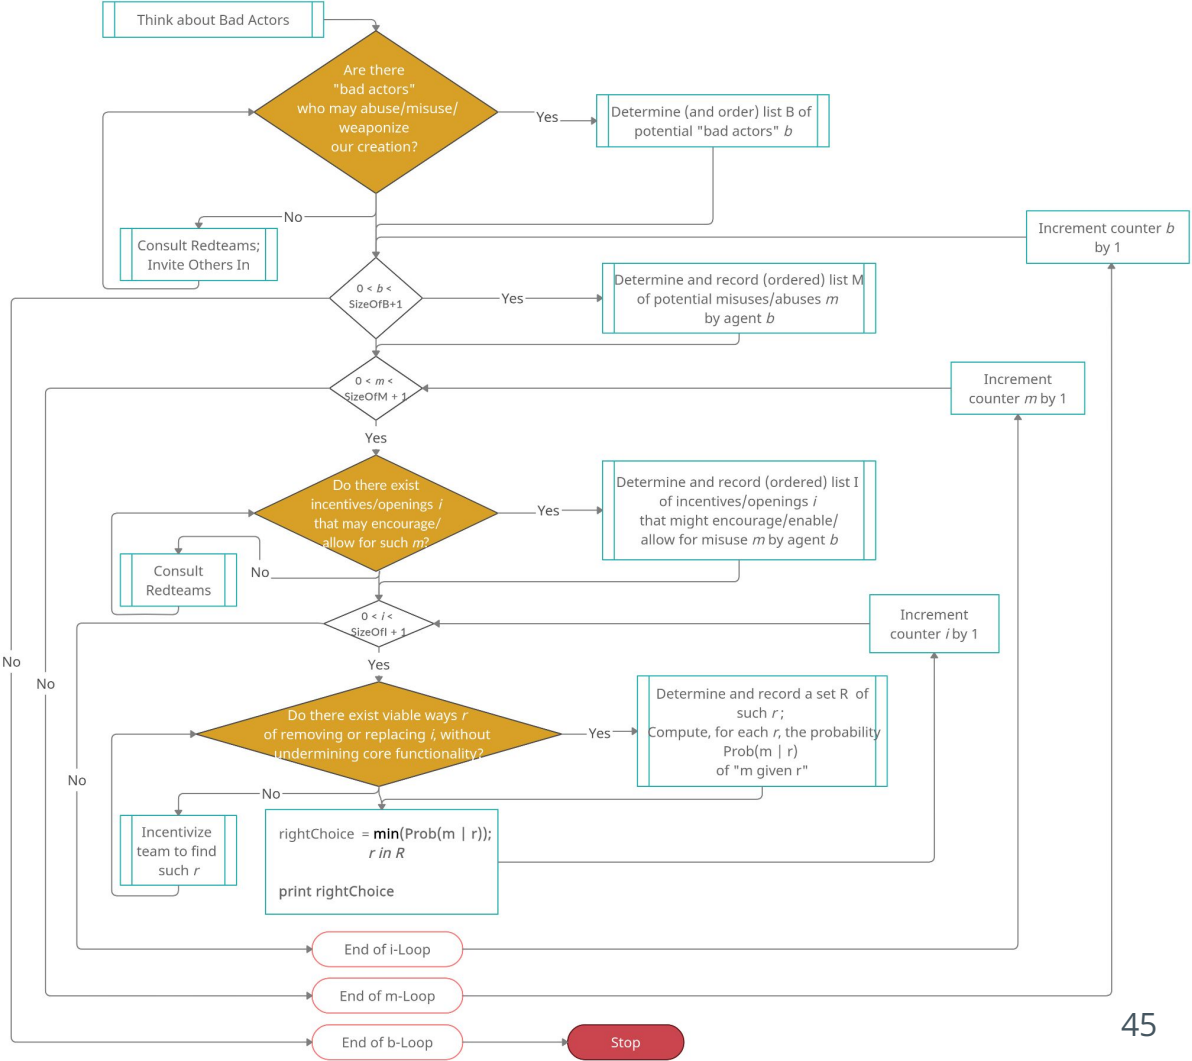 Think about Bad Actors
Are there
"bad actors"
who may abuse/misuse/
weaponize
our creation?
Yes
Determine (and order) list B of
potential "bad actors" b
No
Consult Redteams;
Invite Others In
Increment counter b
by 1
0 < b <
SizeOfB+1
Yes
Determine and record (ordered) list M
of potential misuses/abuses m
by agent b
0 < m <
SizeOfM + 1
Increment
counter m by 1
Yes
Do there exist
incentives/openings i
that may encourage/
allow for such m?
Yes
Determine and record (ordered) list I
of incentives/openings i
that might encourage/enable/
allow for misuse m by agent b
No
Consult
Redteams
0 < i <
SizeOfI + 1
Increment
counter i by 1
No
No
Yes
Do there exist viable ways r
of removing or replacing i, without
undermining core functionality?
Yes
Determine and record a set R of
such r ;
Compute, for each r, the probability
Prob(m | r)
of "m given r"
No
No
Incentivize
team to find
such r
rightChoice = min(Prob(m | r));
r in R
print rightChoice
End of i-Loop
End of m-Loop
End of b-Loop
Stop
45